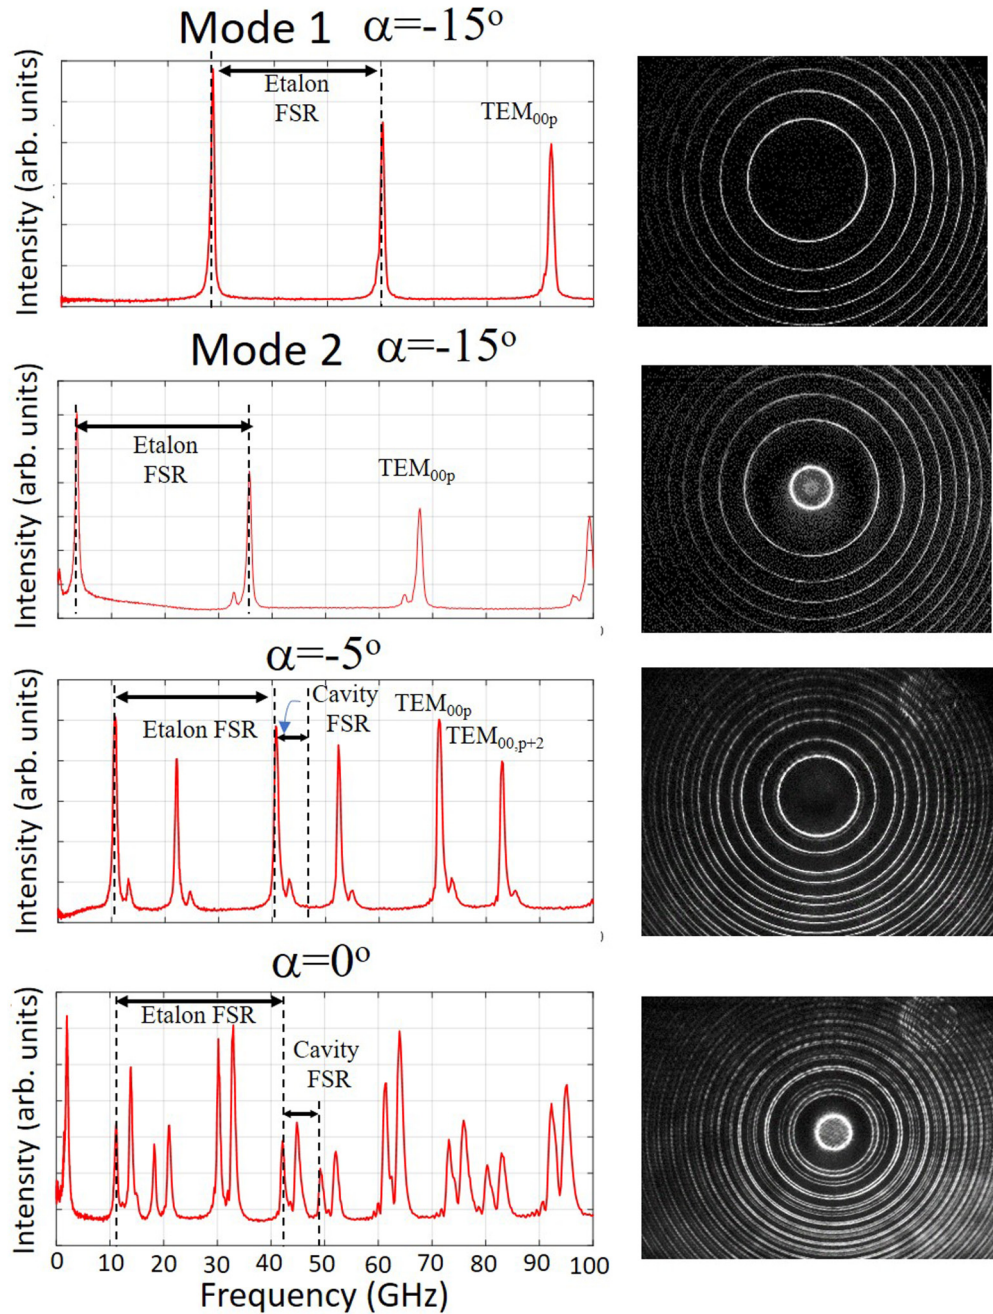 Mode 1 α=-15°
Intensity (arb. units)
Etalon
FSR
TEM00p
Mode 2 α=-15°
Intensity (arb. units)
Etalon
FSR
TEM00p
α=-5°
Intensity (arb. units)
Etalon FSR
Cavity
FSR
TEM00p
TEM00,p+2
α=0°
Intensity (arb. units)
Etalon FSR
Cavity
FSR
0 10 20 30 40 50 60 70 80 90 100
Frequency (GHz)